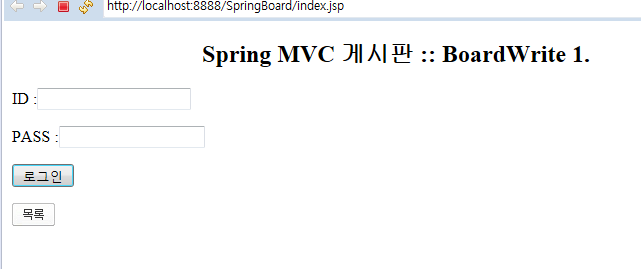 http://localhost:8888/SpringBoard/index.jsp
Spring MVC 게시판 :: BoardWrite 1.
ID :
PASS :
로그인
목록